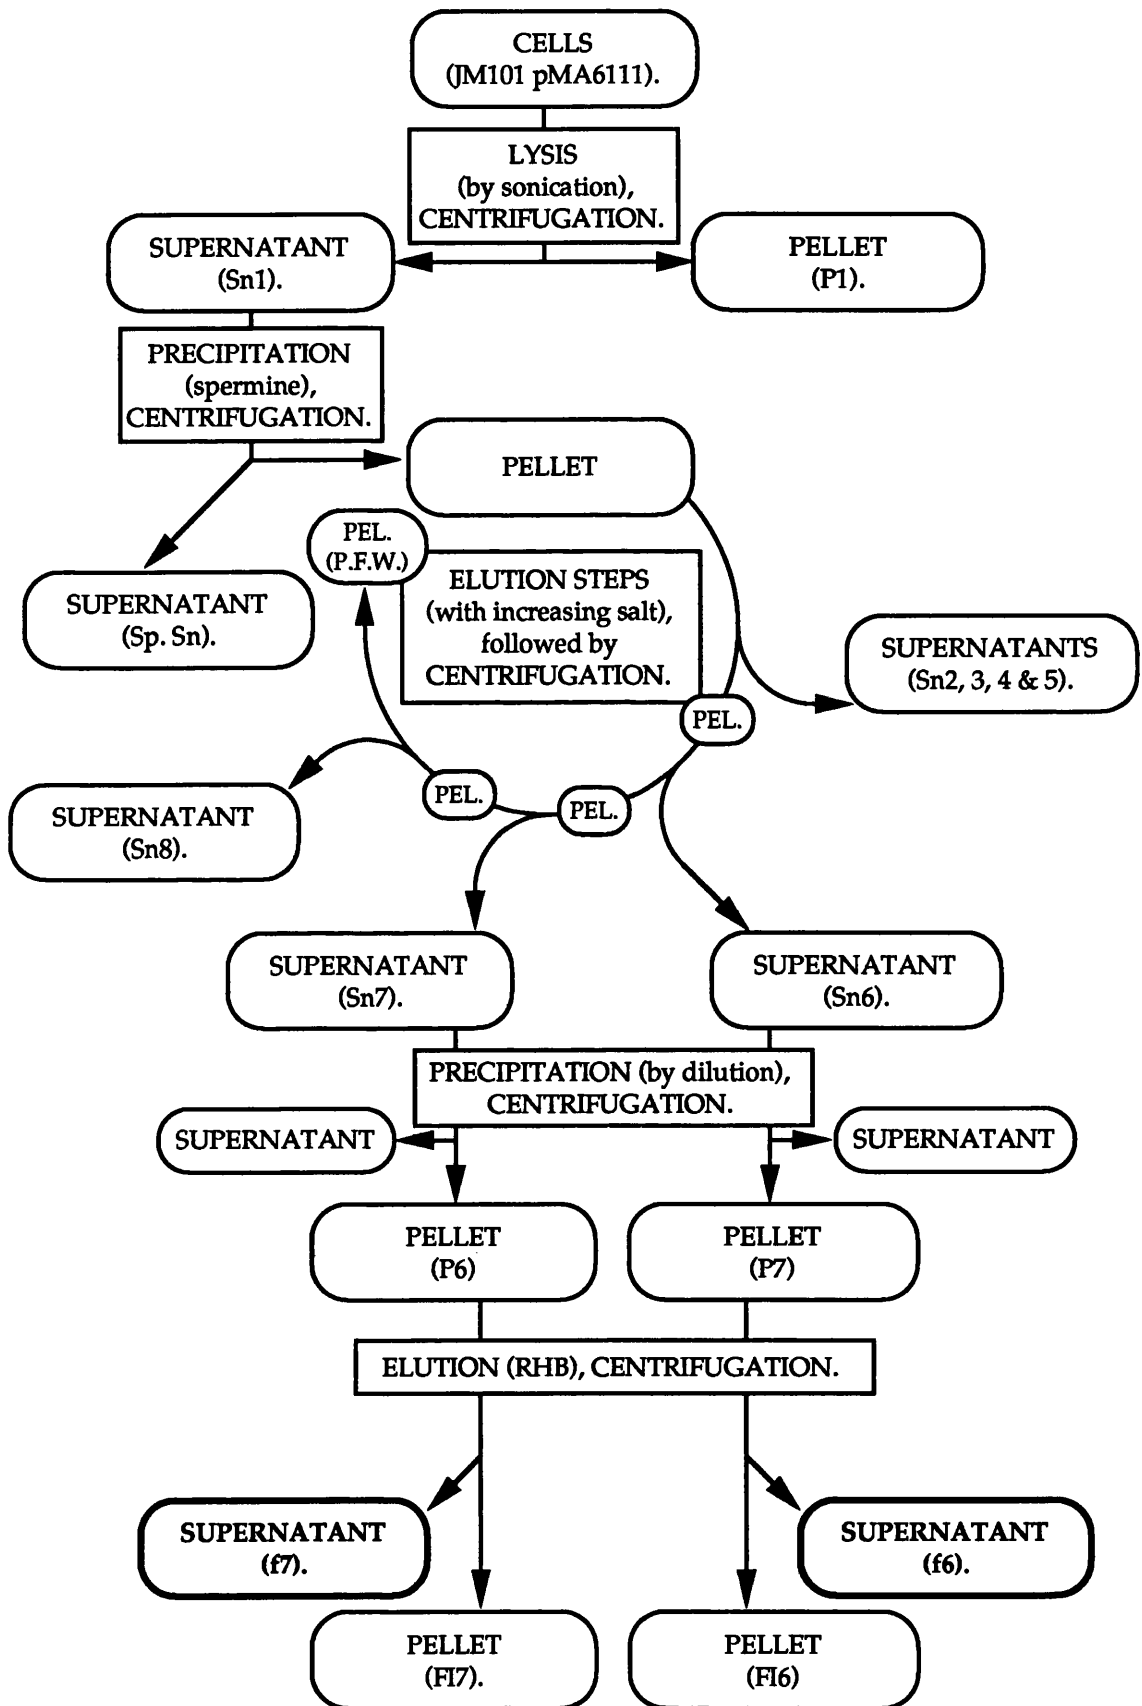 CELLS
(JM101 pMA6111).
LYSIS
(by sonication),
CENTRIFUGATION.
SUPERNATANT
(Sn1).
PELLET
(P1).
PRECIPITATION
(spermine),
CENTRIFUGATION.
PELLET
PEL.
(P.F.W.)
ELUTION STEPS
(with increasing salt),
followed by
CENTRIFUGATION.
SUPERNATANT
(Sp. Sn).
SUPERNATANTS
(Sn2, 3, 4 & 5).
PEL.
PEL.
PEL.
SUPERNATANT
(Sn8).
SUPERNATANT
(Sn7).
SUPERNATANT
(Sn6).
PRECIPITATION (by dilution),
CENTRIFUGATION.
SUPERNATANT
SUPERNATANT
PELLET
(P6)
PELLET
(P7)
ELUTION (RHB), CENTRIFUGATION.
SUPERNATANT
(f7).
SUPERNATANT
(f6).
PELLET
(FI7).
PELLET
(FI6)